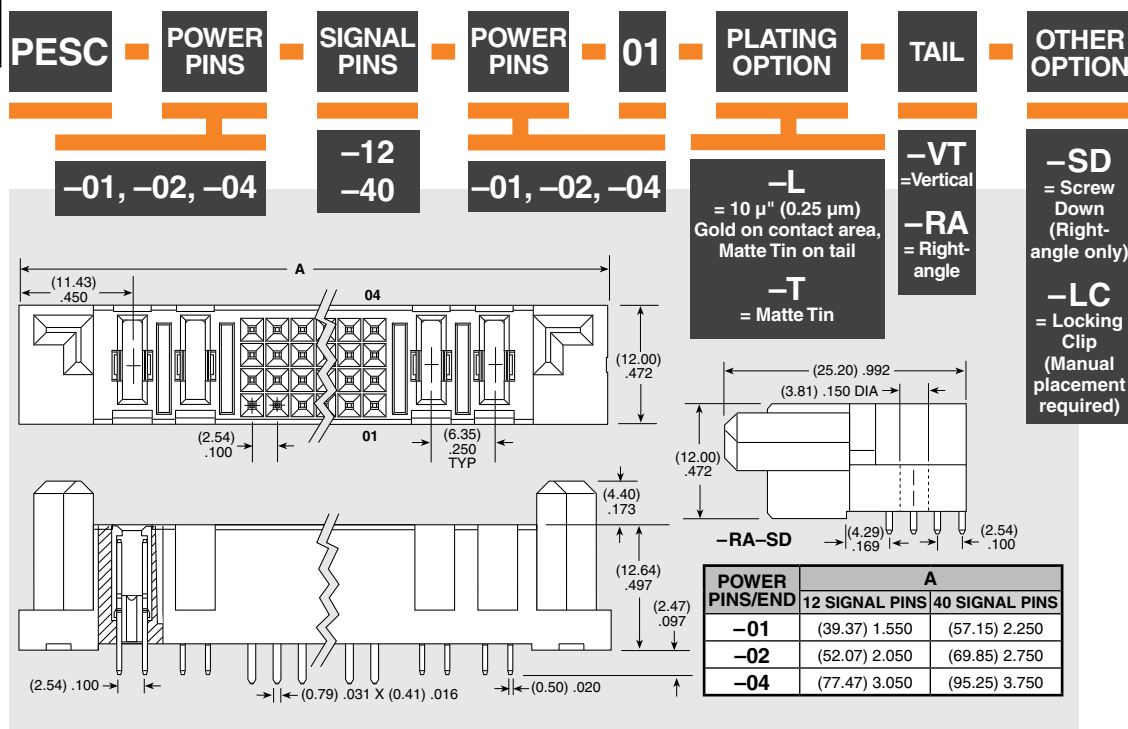 PESC
POWER
PINS
SIGNAL
PINS
POWER
PINS
01
PLATING
OPTION
TAIL
OTHER
OPTION
–01, –02, –04
–12
–40
–01, –02, –04
–L
= 10 µ" (0.25 µm)
Gold on contact area,
Matte Tin on tail
–T
= Matte Tin
–VT
=Vertical
–RA
= Right-
angle
–SD
= Screw
Down
(Right-
angle only)
–LC
= Locking
Clip
(Manual
placement
required)
A
(11.43)
.450
04
(12.00)
.472
(2.54)
.100
01
(6.35)
.250
TYP
(25.20) .992
(3.81) .150 DIA
(12.00)
.472
–RA–SD
(4.29)
.169
(2.54)
.100
(4.40)
.173
(12.64)
.497
(2.47)
.097
(2.54) .100
(0.79) .031 X (0.41) .016
(0.50) .020
POWER
PINS/END
A
12 SIGNAL PINS 40 SIGNAL PINS
–01 (39.37) 1.550 (57.15) 2.250
–02 (52.07) 2.050 (69.85) 2.750
–04 (77.47) 3.050 (95.25) 3.750